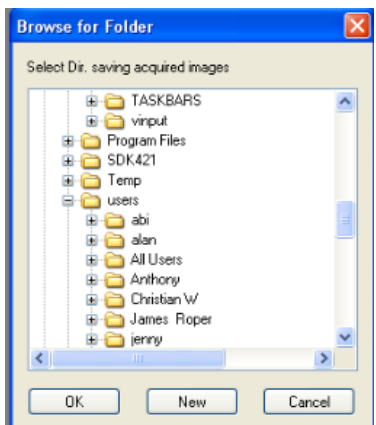 Browse for Folder
Select Dir. saving acquired images
TASKBARS
vinput
Program Files
SDK421
Temp
users
abi
alan
All Users
Anthony
Christian W
James Roper
jenny
OK New Cancel